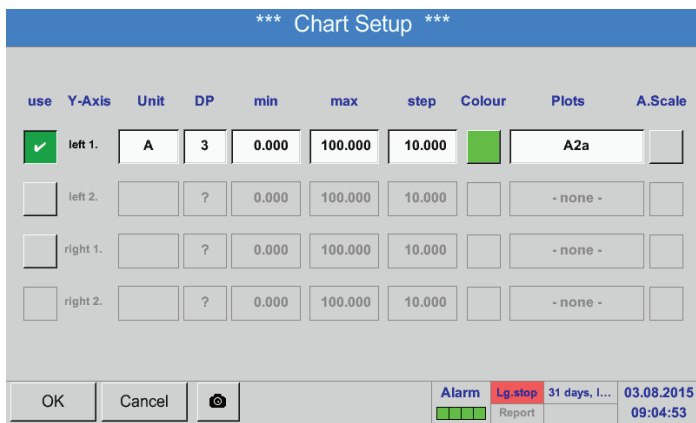 *** Chart Setup ***
use Y-Axis Unit DP min max step Colour Plots A.Scale
left 1. A 3 0.000 100.000 10.000 A2a
left 2. ? 0.000 100.000 10.000 - none -
right 1. ? 0.000 100.000 10.000 - none -
right 2. ? 0.000 100.000 10.000 - none -
OK Cancel Alarm Lg.stop 31 days, l... 03.08.2015
Report 09:04:53